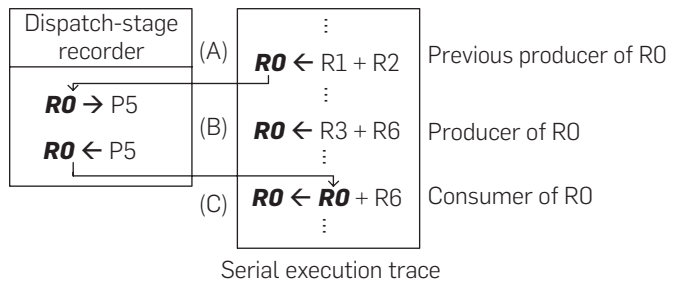 Dispatch-stage
recorder
R0 → P5
R0 ← P5
(A)
(B)
(C)
⋮
R0 ← R1 + R2
⋮
R0 ← R3 + R6
⋮
R0 ← R0 + R6
⋮
Previous producer of R0
Producer of R0
Consumer of R0
Serial execution trace